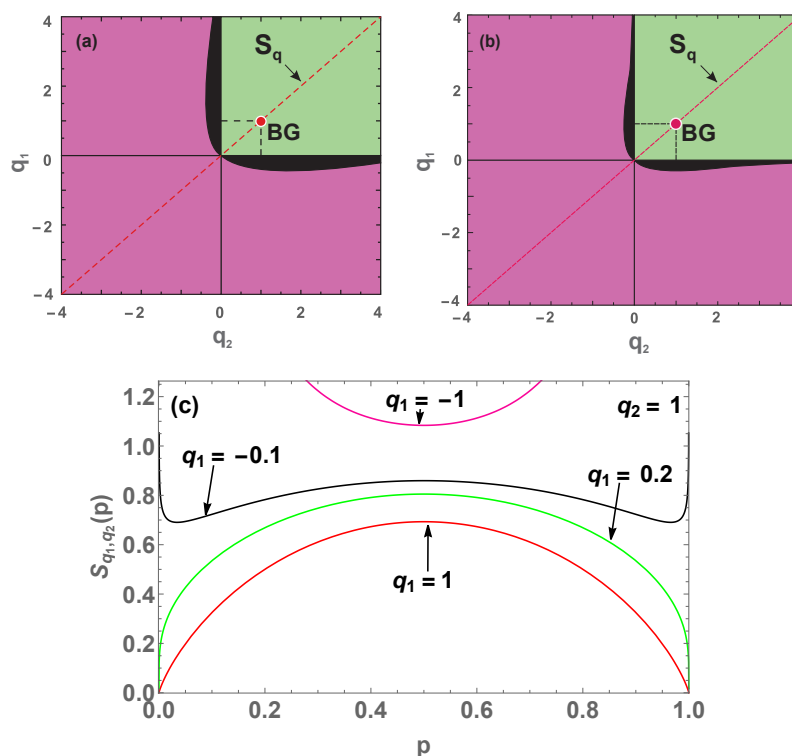 (a)
S_q
BG
q_1
4
2
0
−2
−4
−4
−2
0
2
4
q_2
(b)
S_q
BG
q_1
4
2
0
−2
−4
−4
−2
0
2
q_2
(c)
q_1 = −1
q_2 = 1
q_1 = −0.1
q_1 = 0.2
q_1 = 1
S_{q_1,q_2}(p)
1.2
1.0
0.8
0.6
0.4
0.2
0.0
0.0
0.2
0.4
0.6
0.8
1.0
p